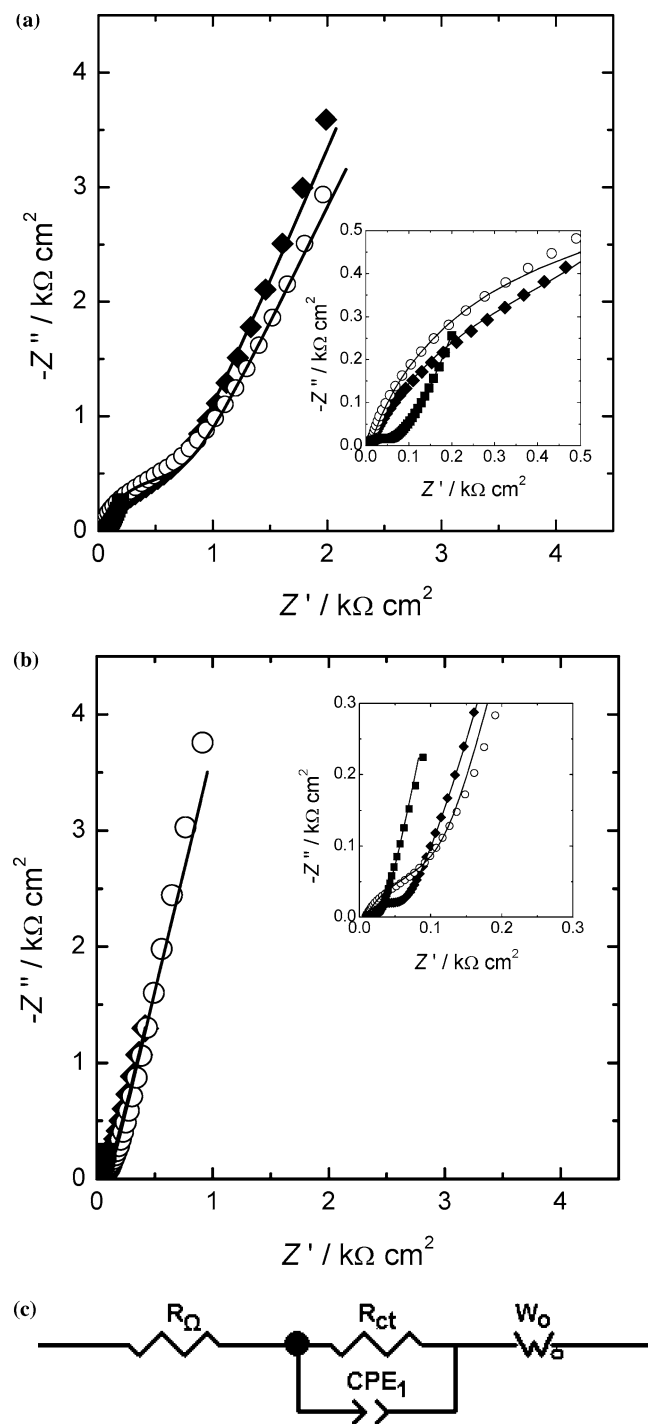 (a)
4
3
2
1
0
-Z'' / kΩ cm²
0 1 2 3 4
Z' / kΩ cm²
0.5
0.4
0.3
0.2
0.1
0.0
-Z'' / kΩ cm²
0.0 0.1 0.2 0.3 0.4 0.5
Z' / kΩ cm²
(b)
4
3
2
1
0
-Z'' / kΩ cm²
0 1 2 3 4
Z' / kΩ cm²
0.3
0.2
0.1
0.0
-Z'' / kΩ cm²
0.0 0.1 0.2 0.3
Z' / kΩ cm²
(c)
RΩ Rct Wo
CPE1